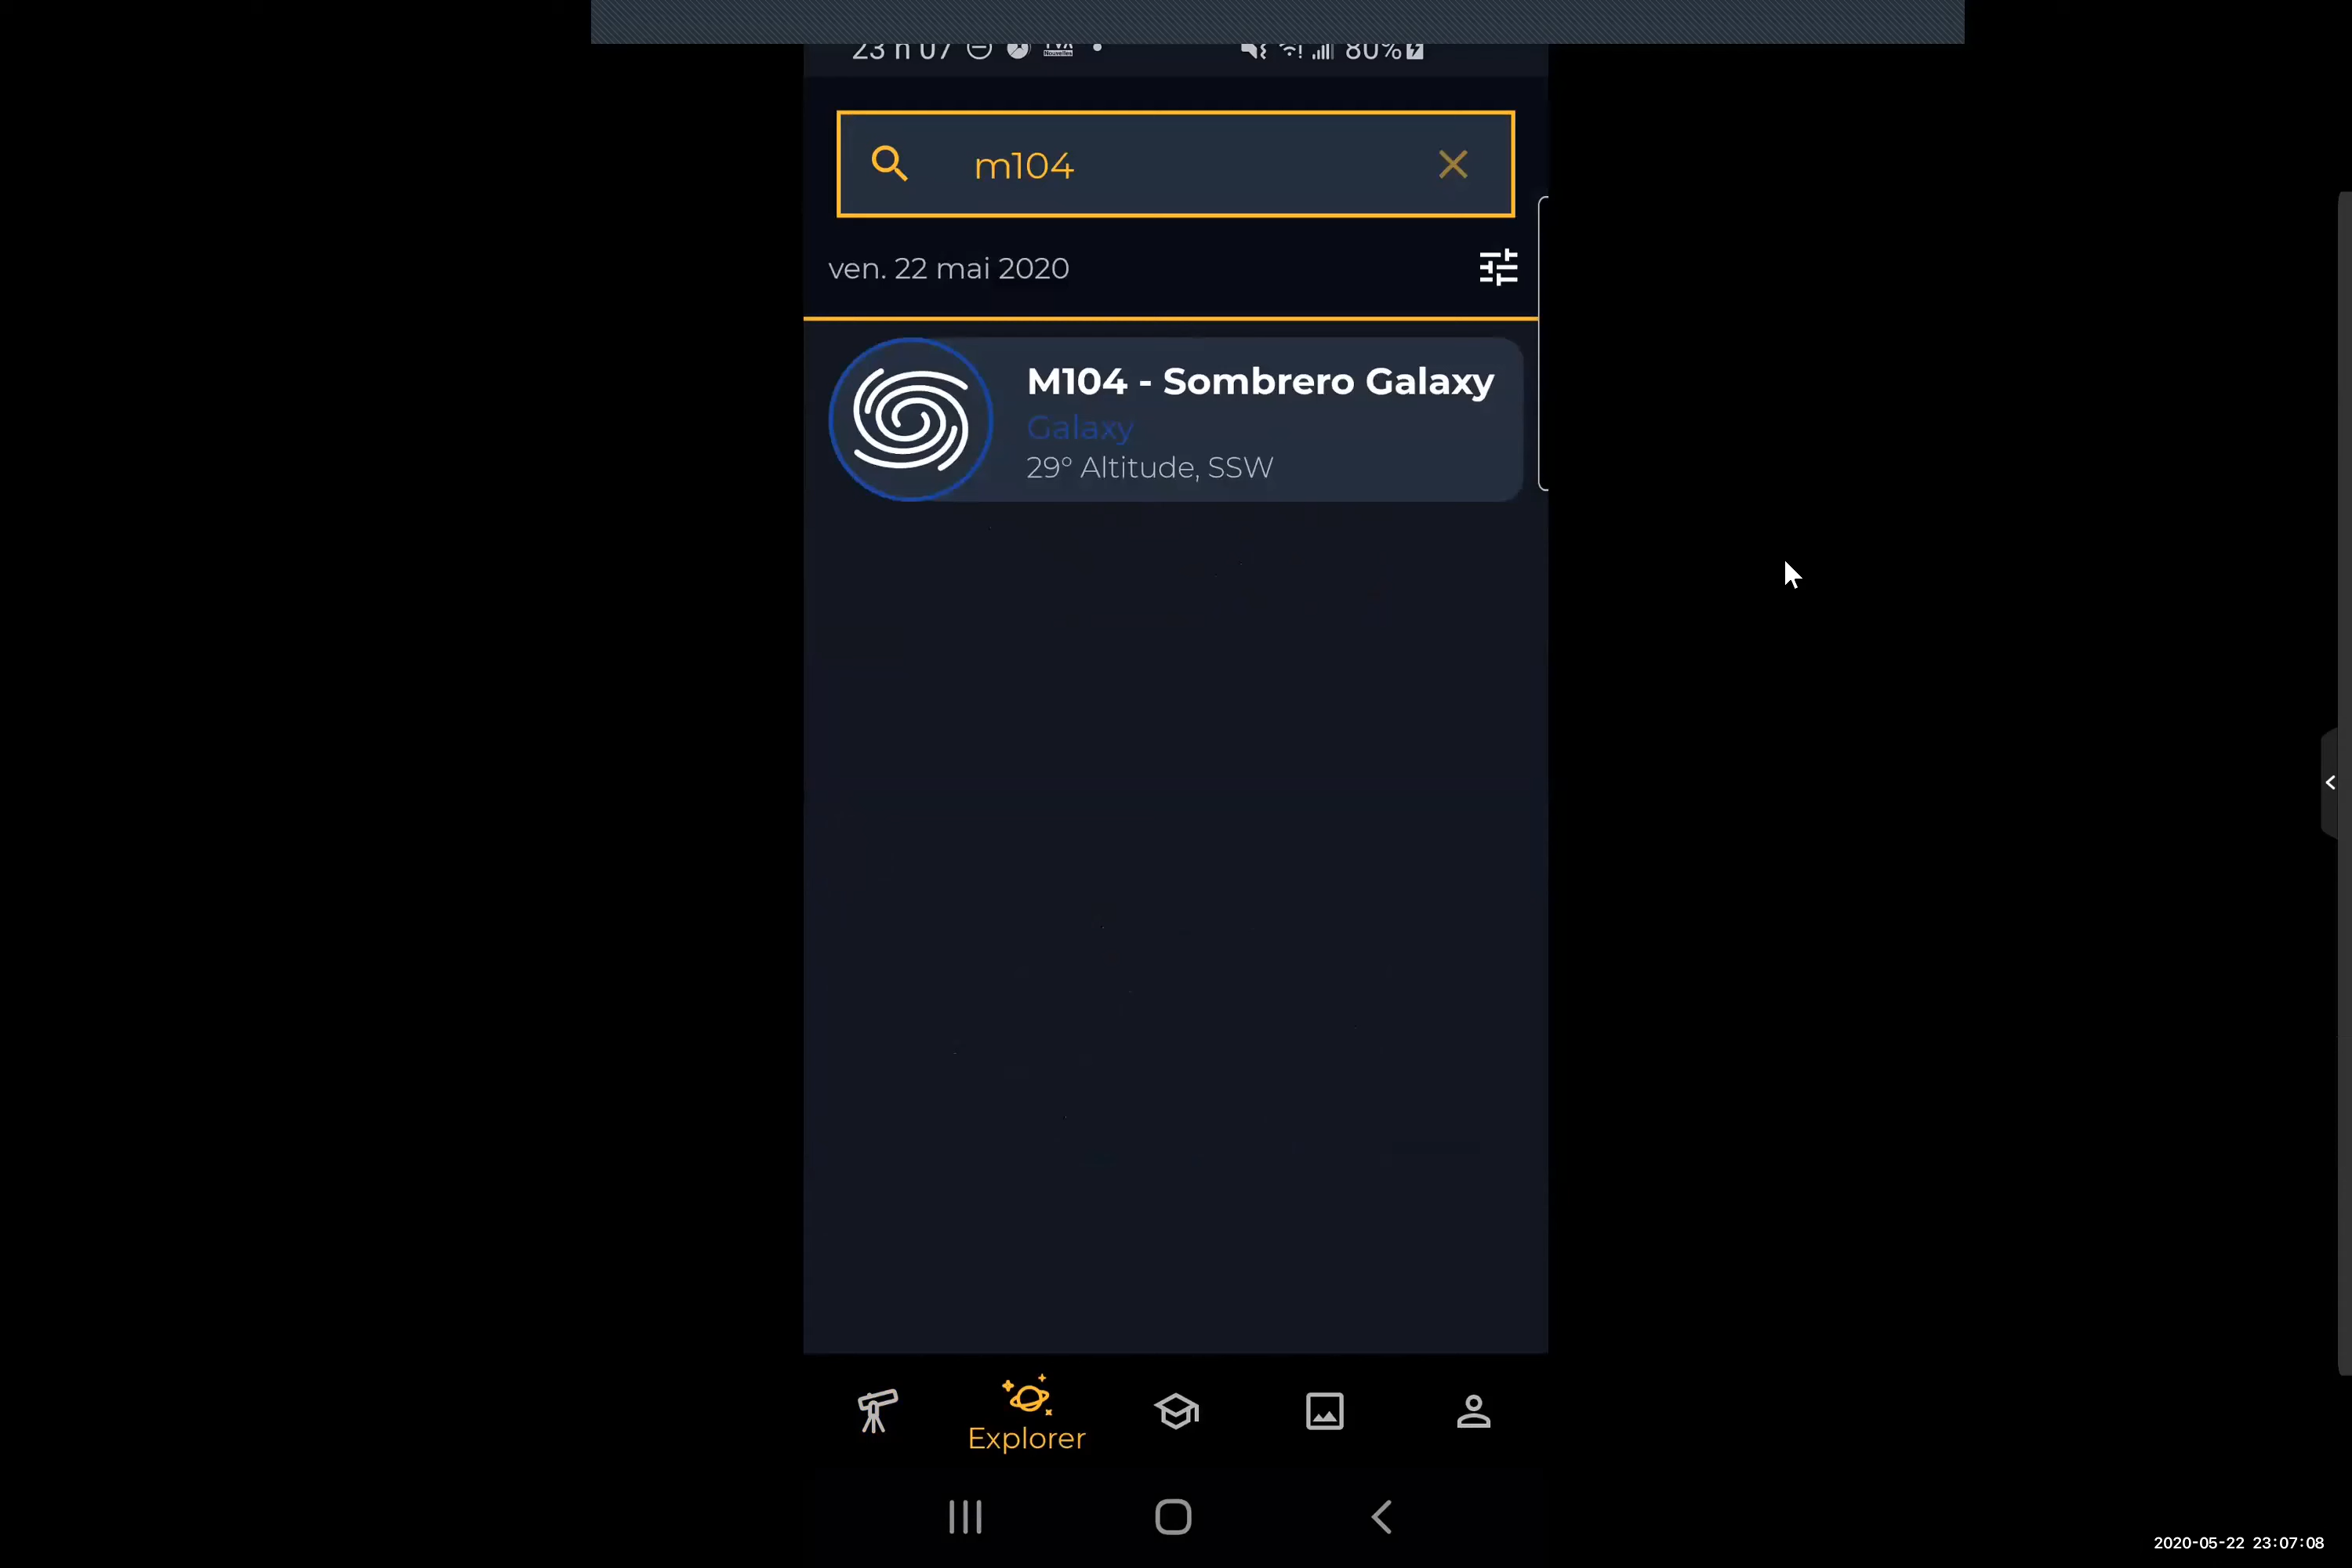 23 h 07 80%
m104
ven. 22 mai 2020
M104 - Sombrero Galaxy
Galaxy
29° Altitude, SSW
Explorer
2020-05-22 23:07:08